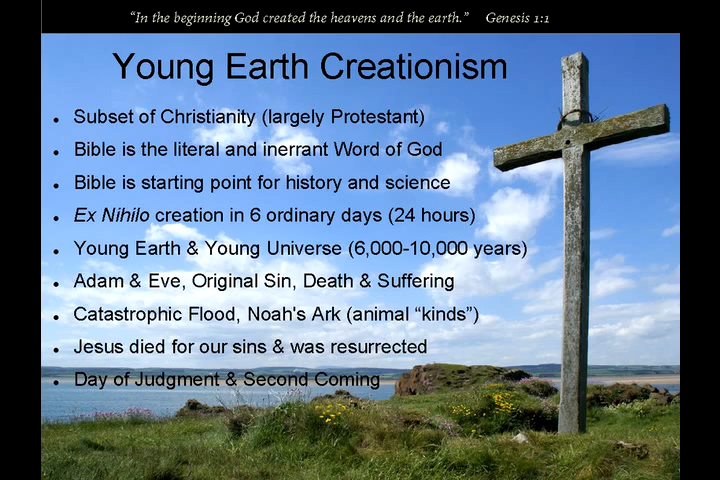 “In the beginning God created the heavens and the earth.” Genesis 1:1
Young Earth Creationism
• Subset of Christianity (largely Protestant)
• Bible is the literal and inerrant Word of God
• Bible is starting point for history and science
• Ex Nihilo creation in 6 ordinary days (24 hours)
• Young Earth & Young Universe (6,000-10,000 years)
• Adam & Eve, Original Sin, Death & Suffering
• Catastrophic Flood, Noah's Ark (animal “kinds”)
• Jesus died for our sins & was resurrected
• Day of Judgment & Second Coming